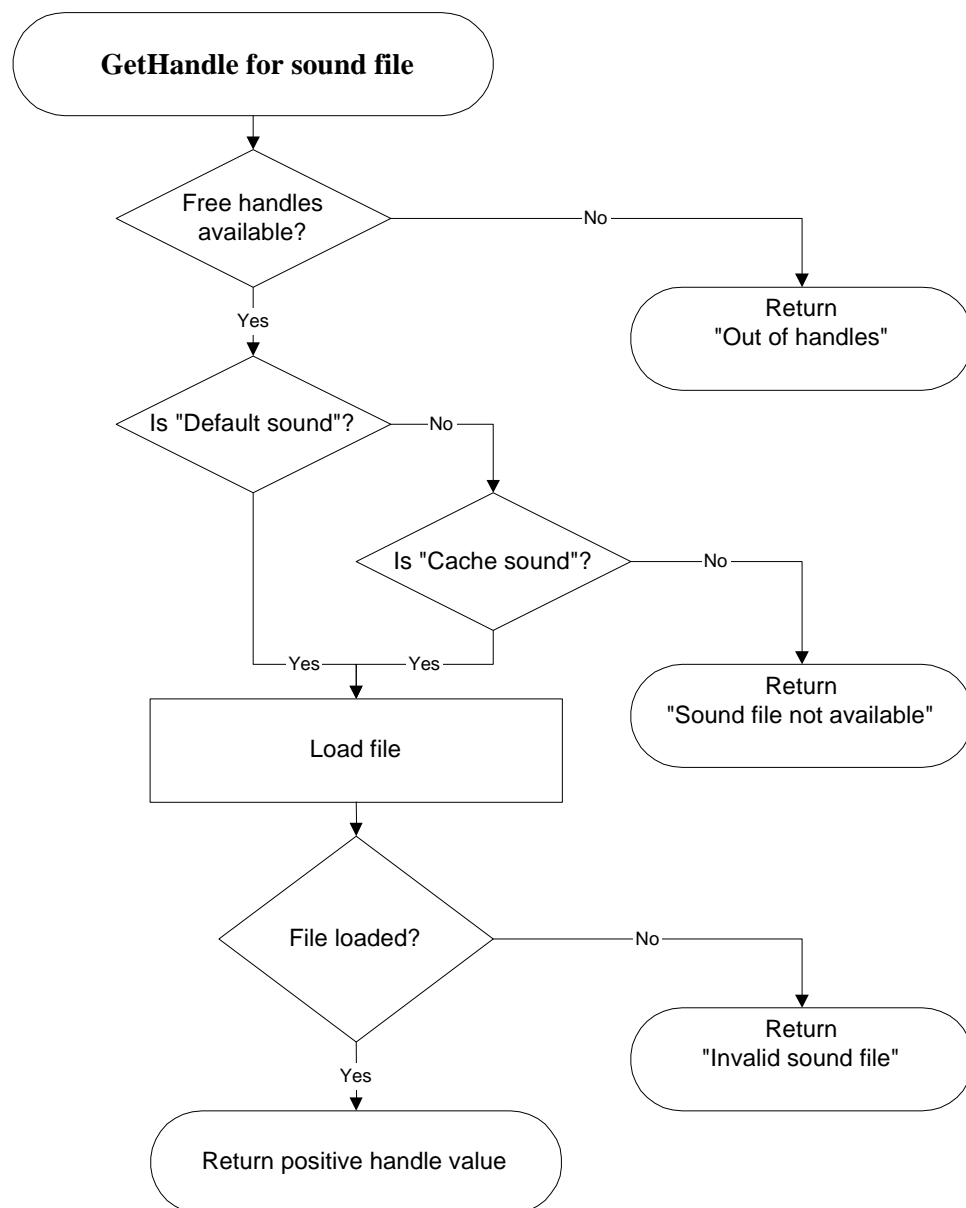 GetHandle for sound file
Free handles
available?
No
Return
"Out of handles"
Yes
Is "Default sound"?
No
Is "Cache sound"?
No
Yes
Yes
Return
"Sound file not available"
Load file
File loaded?
No
Return
"Invalid sound file"
Yes
Return positive handle value